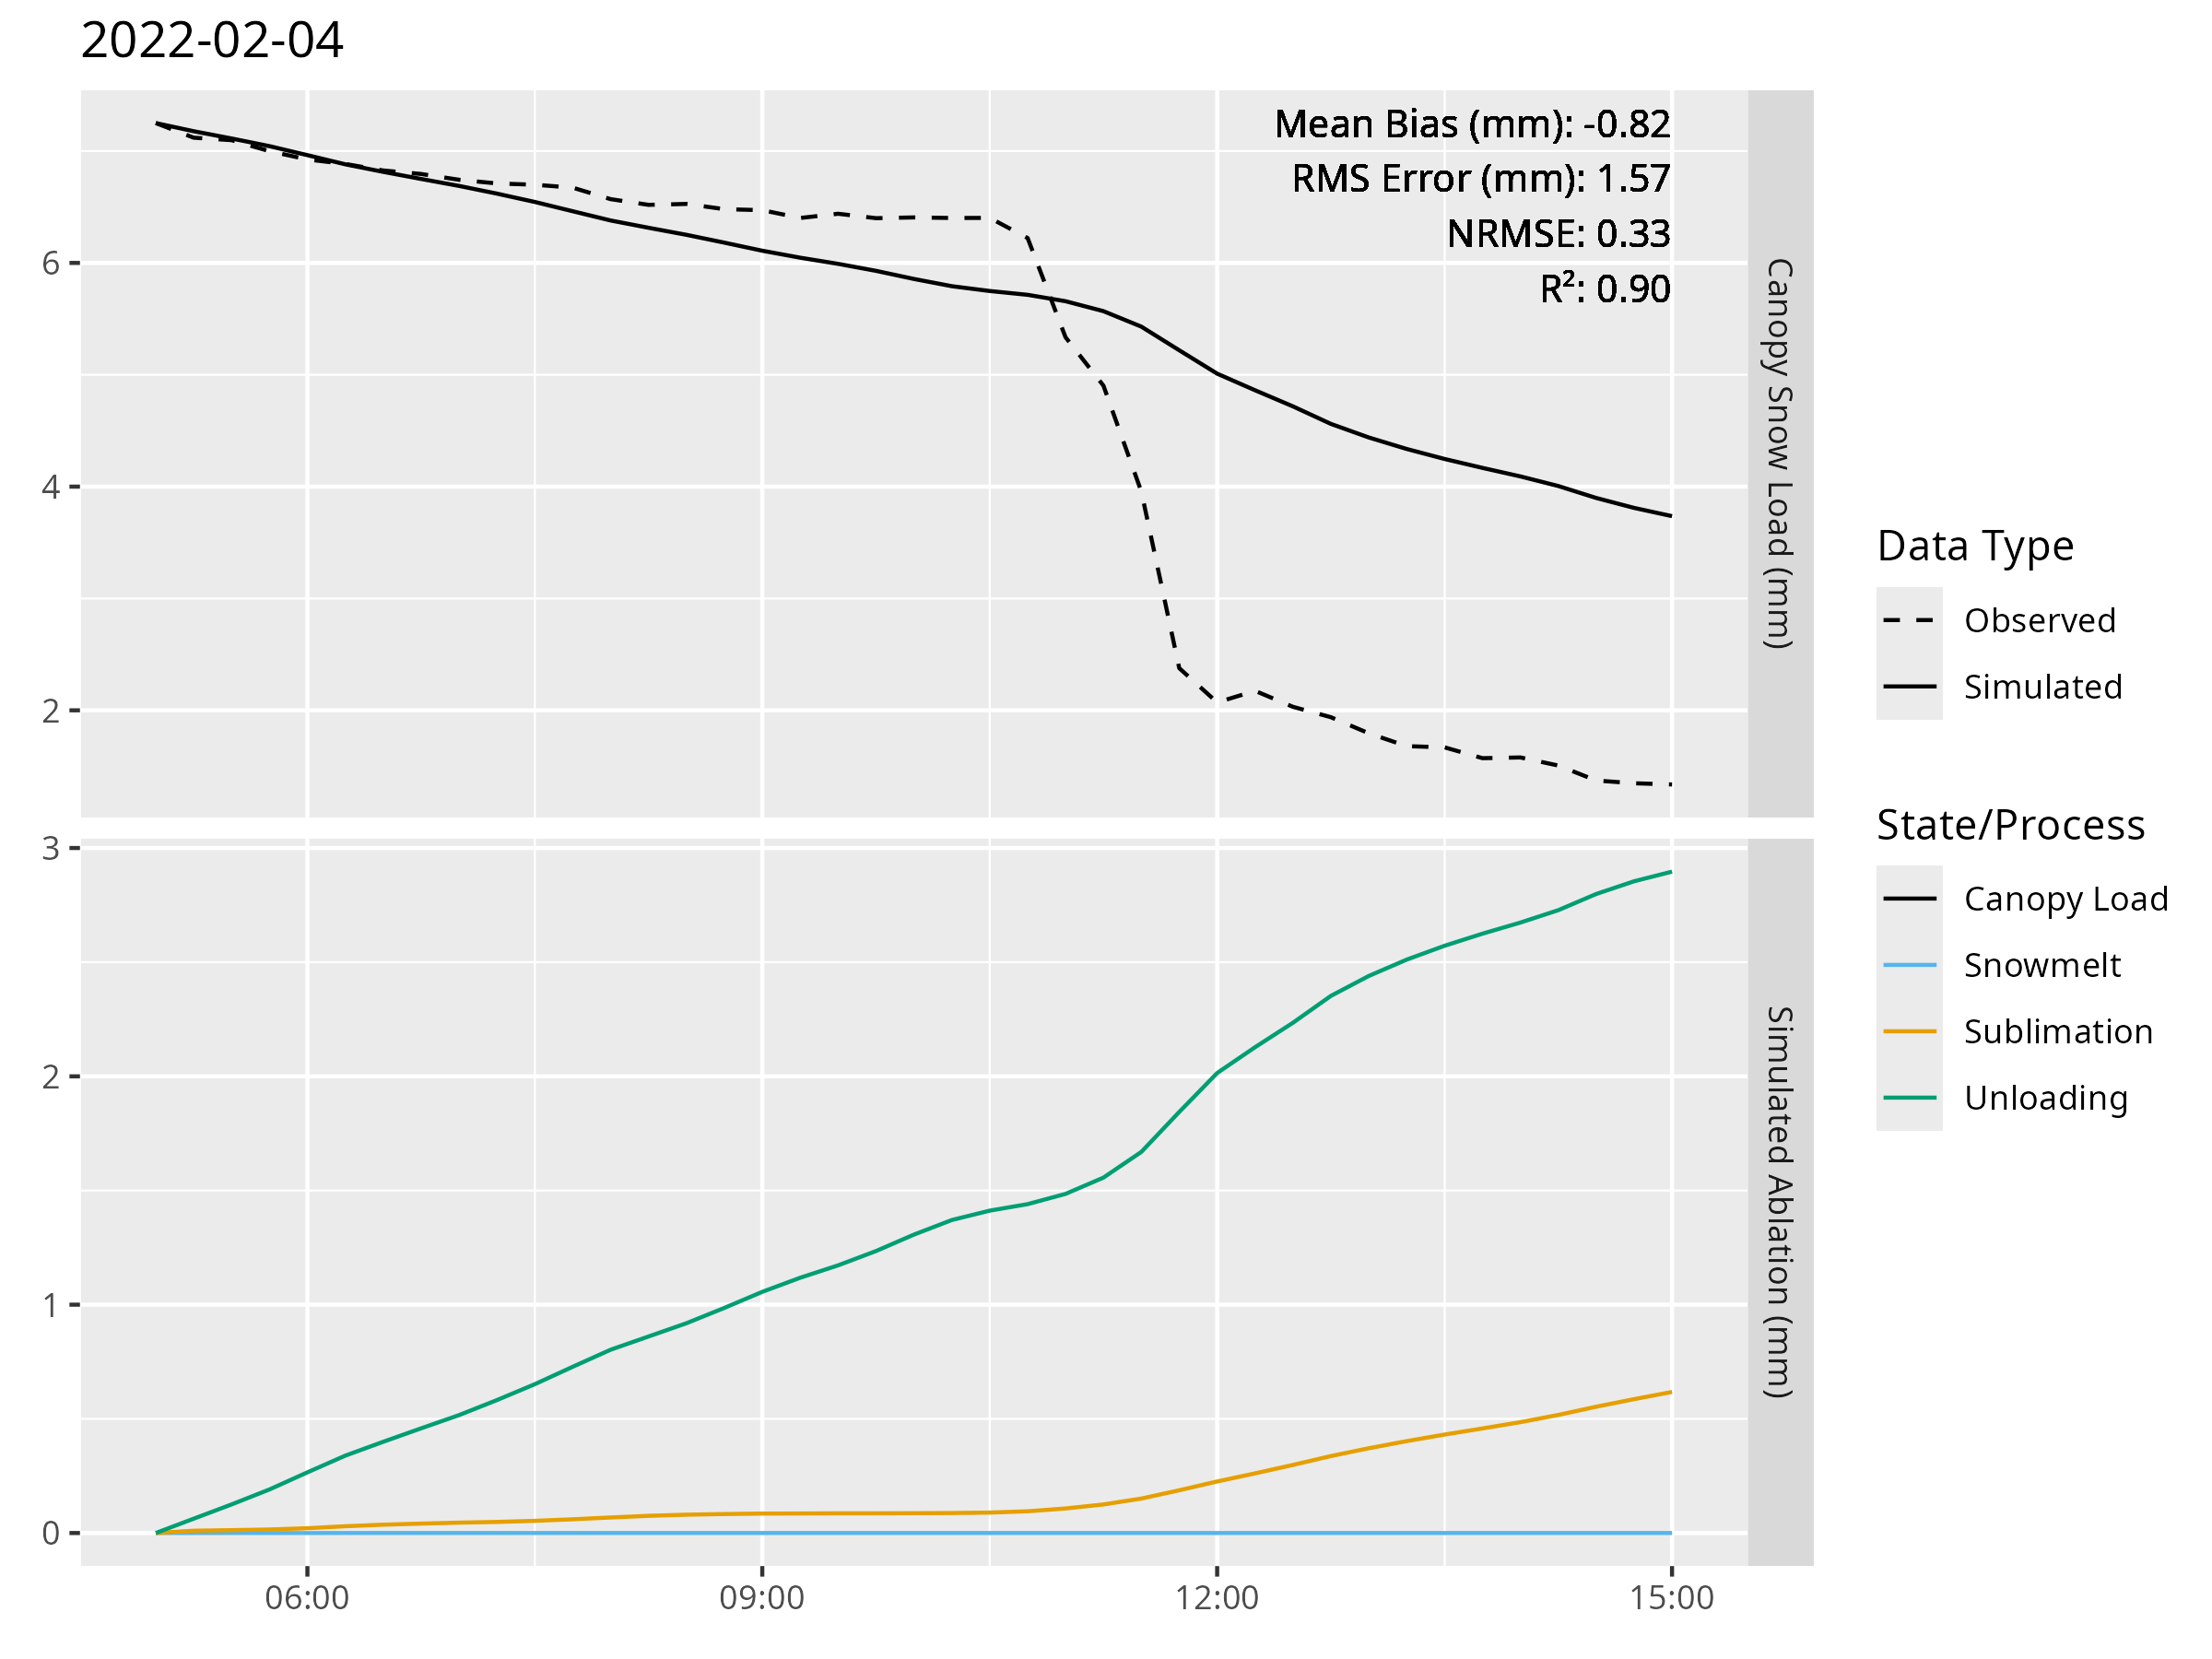 2022-02-04
Mean Bias (mm): -0.82
RMS Error (mm): 1.57
NRMSE: 0.33
R²: 0.90
6
4
2
Canopy Snow Load (mm)
3
2
1
0
Simulated Ablation (mm)
06:00
09:00
12:00
15:00
Data Type
Observed
Simulated
State/Process
Canopy Load
Snowmelt
Sublimation
Unloading